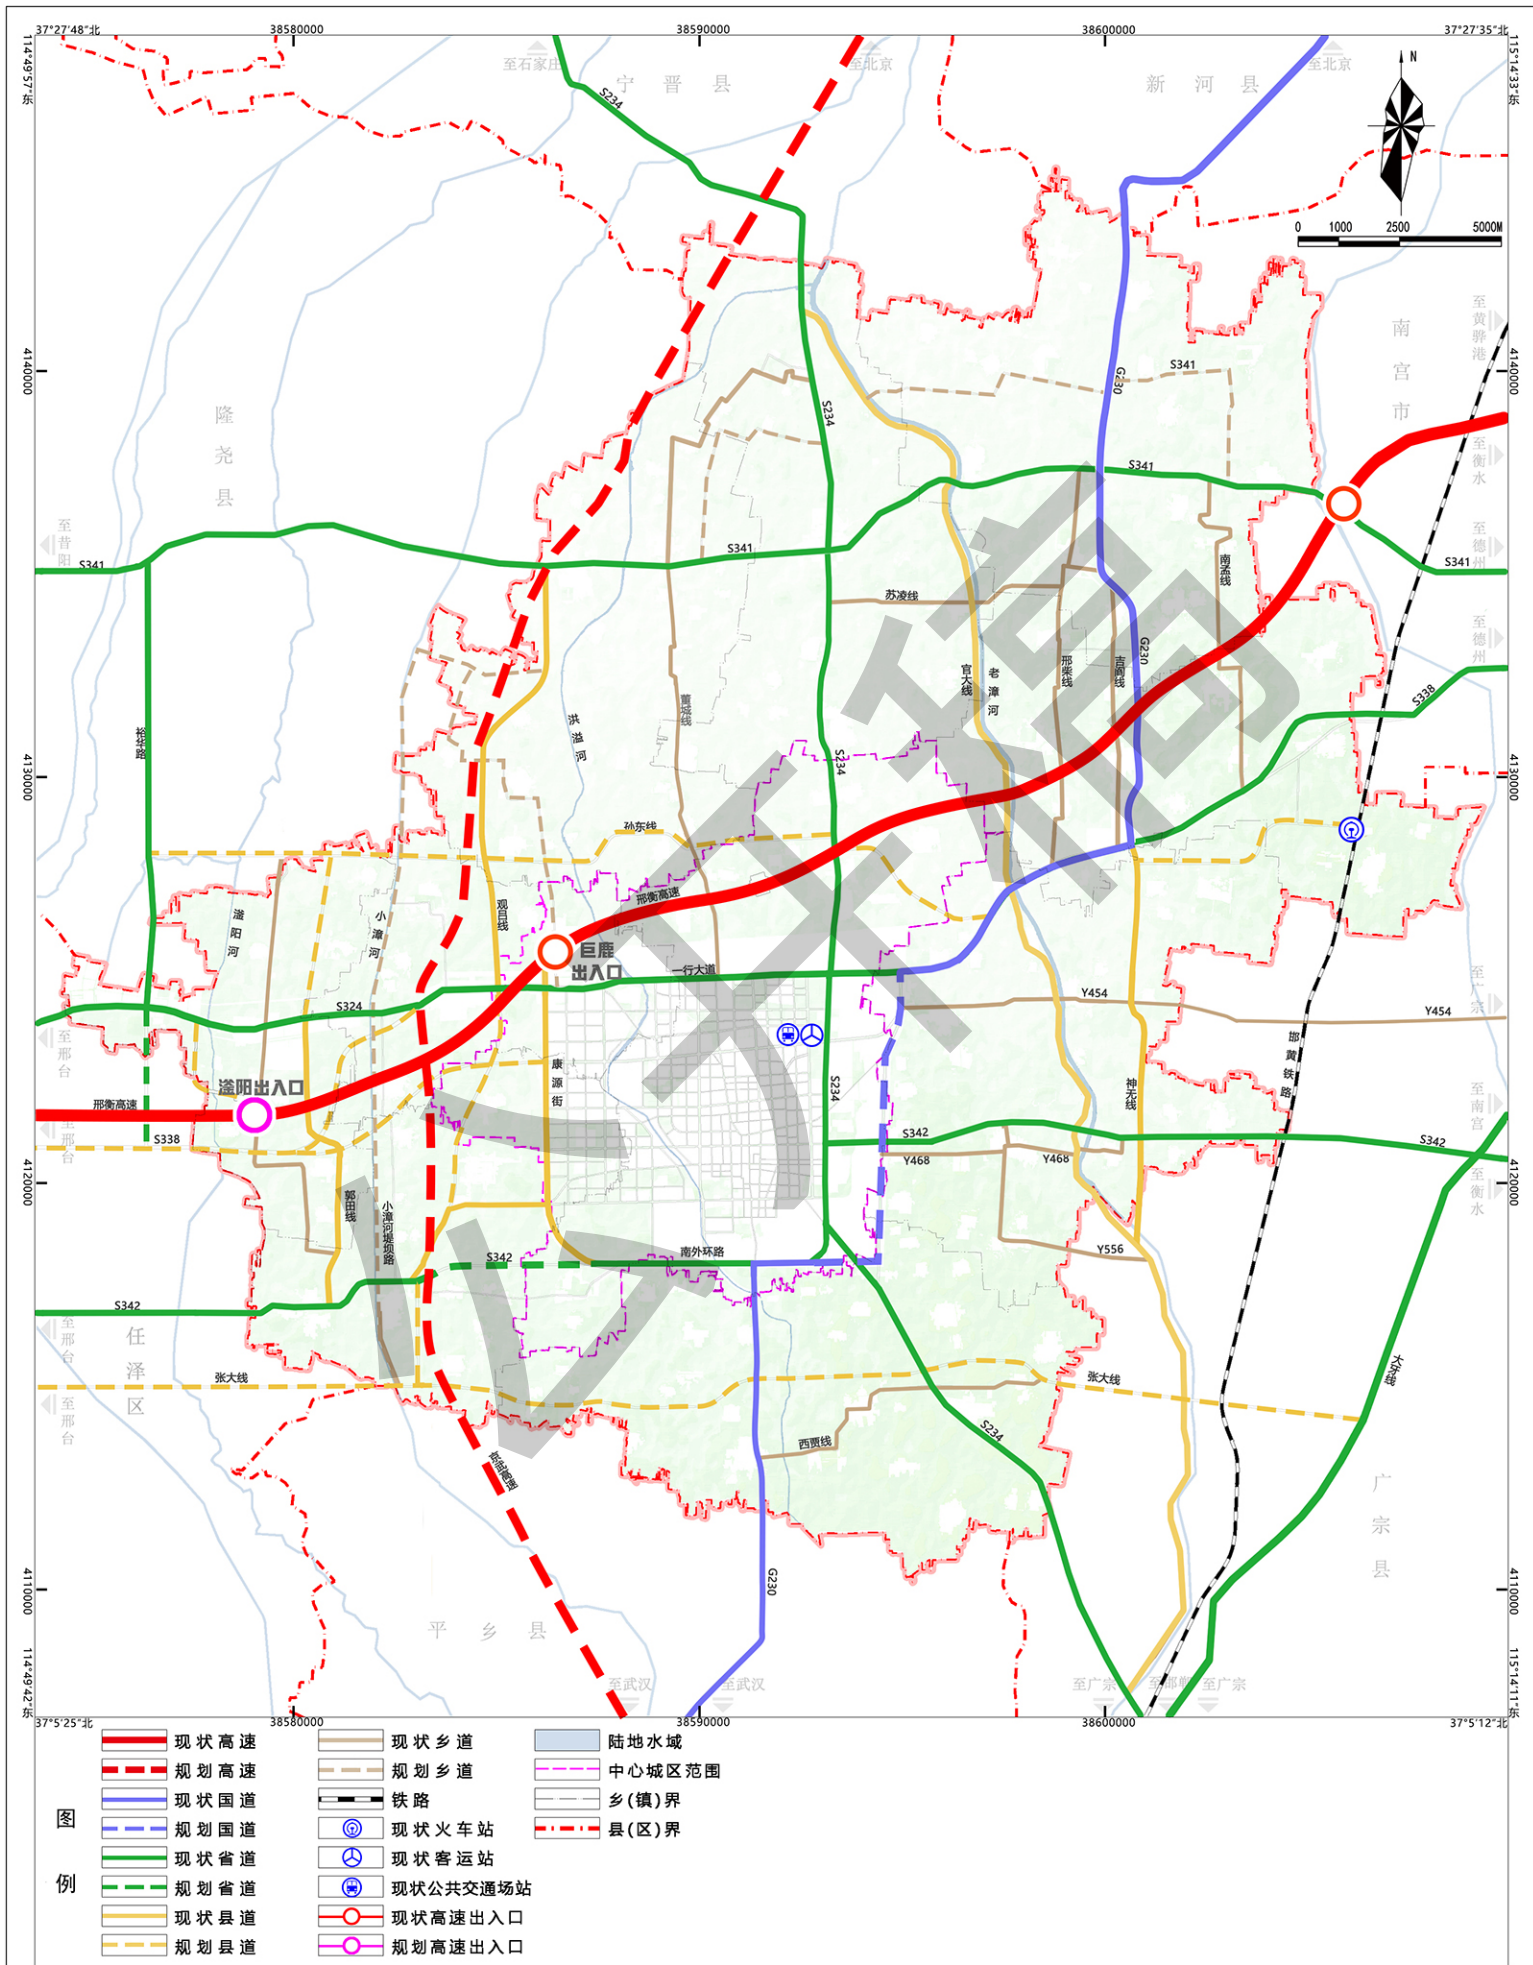 37°27′48″北
38580000
38590000
38600000
37°27′35″北
114°49′57″东
115°14′33″东
至石家庄
宁晋县
至北京
新河县
至北京
N
0 1000 2500 5000M
S234
至黄骅港
南宫市
4140000
4140000
S341
G230
S234
隆尧县
至衡水
S341
至昔阳
S341
S341
至德州
S341
南孟线
苏凌线
至德州
G230
邢柴线
吉阎线
官大线
老漳河
S338
董城线
裕华路
洪溢河
S234
4130000
4130000
孙东线
邢衡高速
观吕线
滏阳河
小漳河
巨鹿
出入口
一行大道
至广宗
S324
Y454
Y454
至邢台
邯黄铁路
康源街
S234
神无线
滏阳出入口
邢衡高速
至邢台
S338
至南宫
S342
S342
Y468
Y468
4120000
4120000
至衡水
郭田线
小漳河堤坝路
S342
南外环路
Y556
S342
至邢台
任泽区
张大线
张大线
大牙线
至邢台
S234
西贾线
广宗县
G230
4110000
4110000
平乡县
至武汉
至武汉
至广宗
至邯郸
至广宗
114°49′42″东
115°14′11″东
37°5′25″北
38580000
38590000
38600000
37°5′12″北
公开草稿
图例
现状高速
规划高速
现状国道
规划国道
现状省道
规划省道
现状县道
规划县道
现状乡道
规划乡道
铁路
现状火车站
现状客运站
现状公共交通场站
现状高速出入口
规划高速出入口
陆地水域
中心城区范围
乡(镇)界
县(区)界